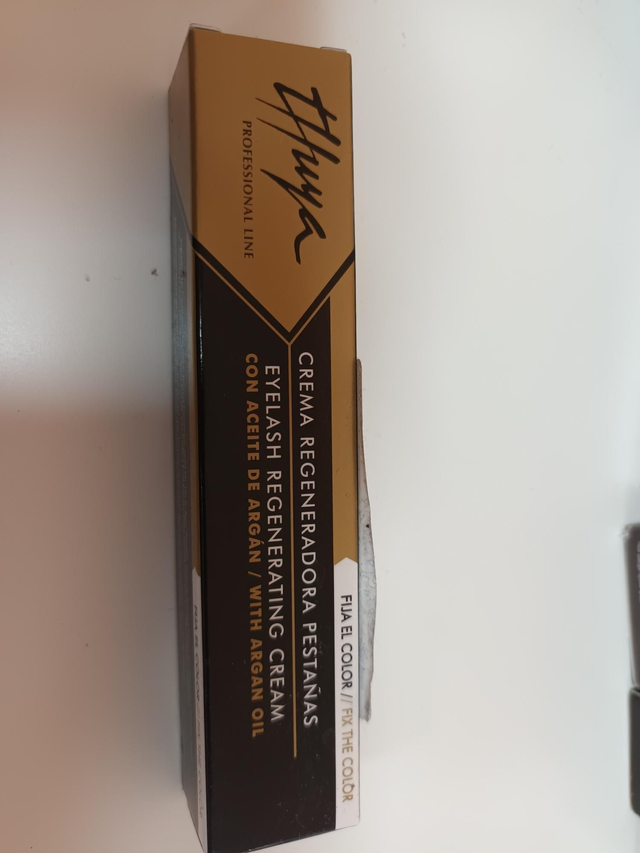 thuya
PROFESSIONAL LINE
CREMA REGENERADORA PESTAÑAS
EYELASH REGENERATING CREAM
CON ACEITE DE ARGÁN / WITH ARGAN OIL
FIJA EL COLOR // FIX THE COLOR